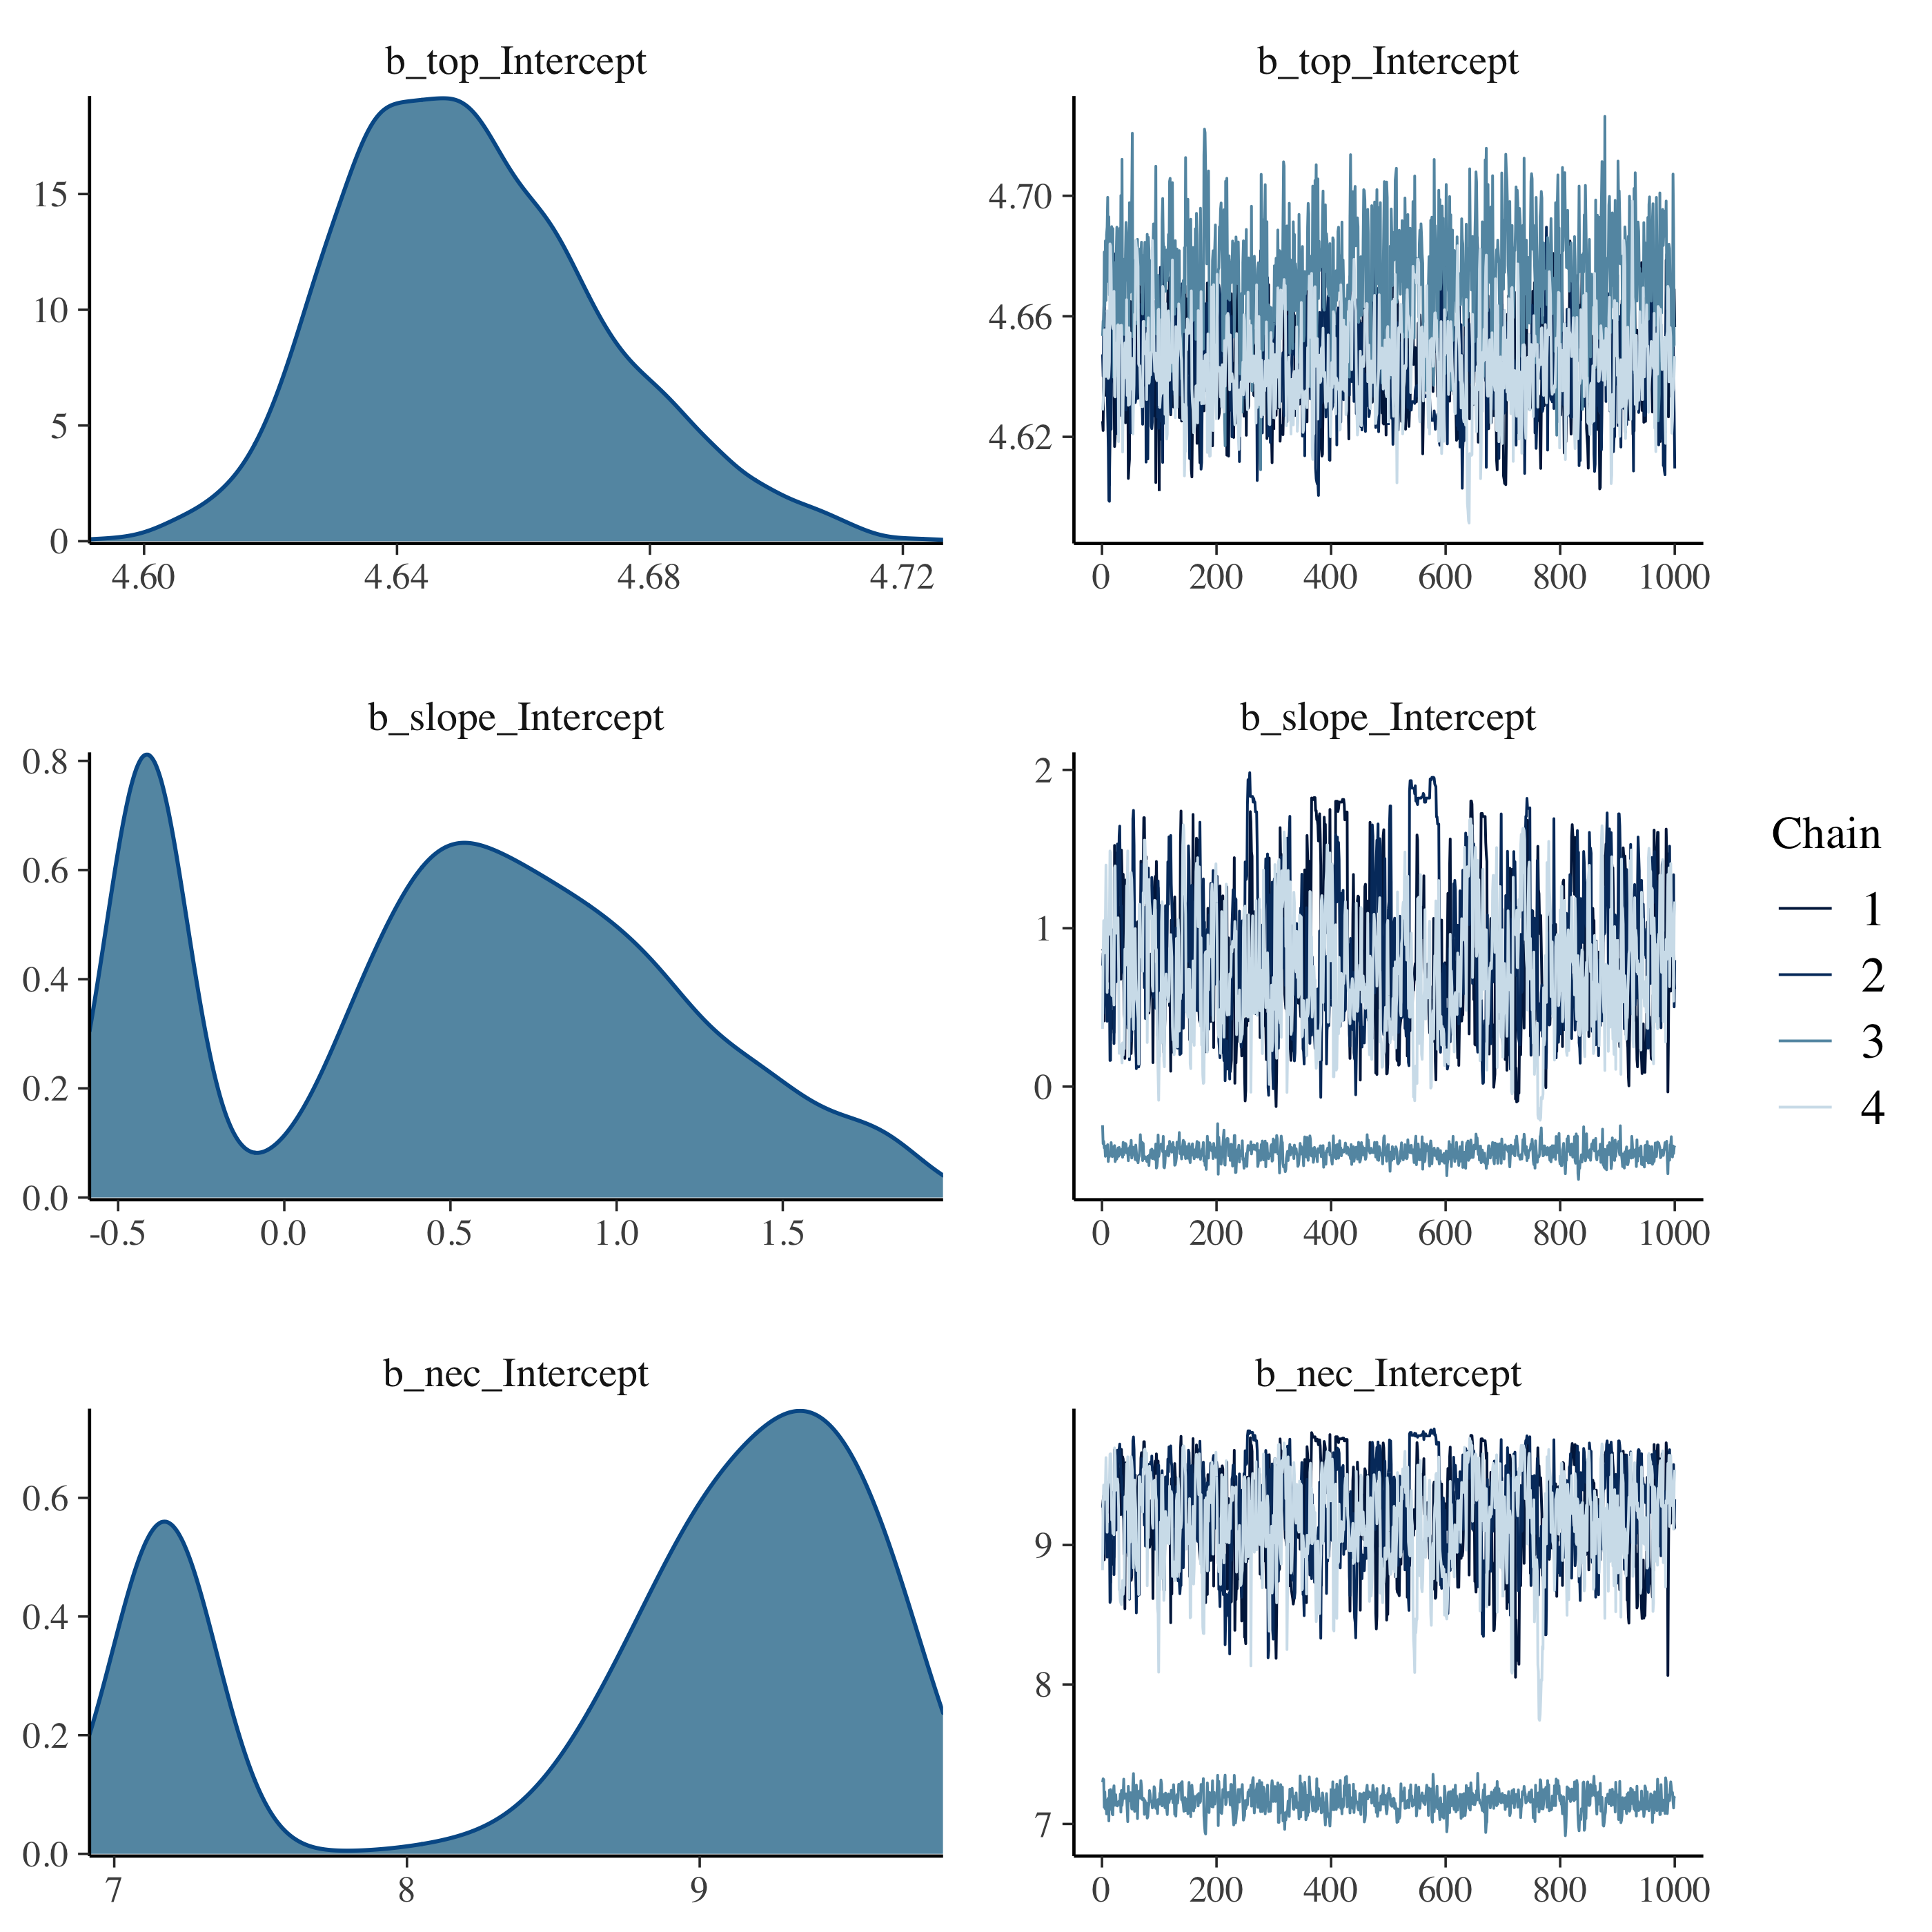 b_top_Intercept
15
10
5
0
4.60 4.64 4.68 4.72
b_top_Intercept
4.70
4.66
4.62
0 200 400 600 800 1000
b_slope_Intercept
0.8
0.6
0.4
0.2
0.0
-0.5 0.0 0.5 1.0 1.5
b_slope_Intercept
2
1
0
0 200 400 600 800 1000
Chain
1
2
3
4
b_nec_Intercept
0.6
0.4
0.2
0.0
7 8 9
b_nec_Intercept
9
8
7
0 200 400 600 800 1000